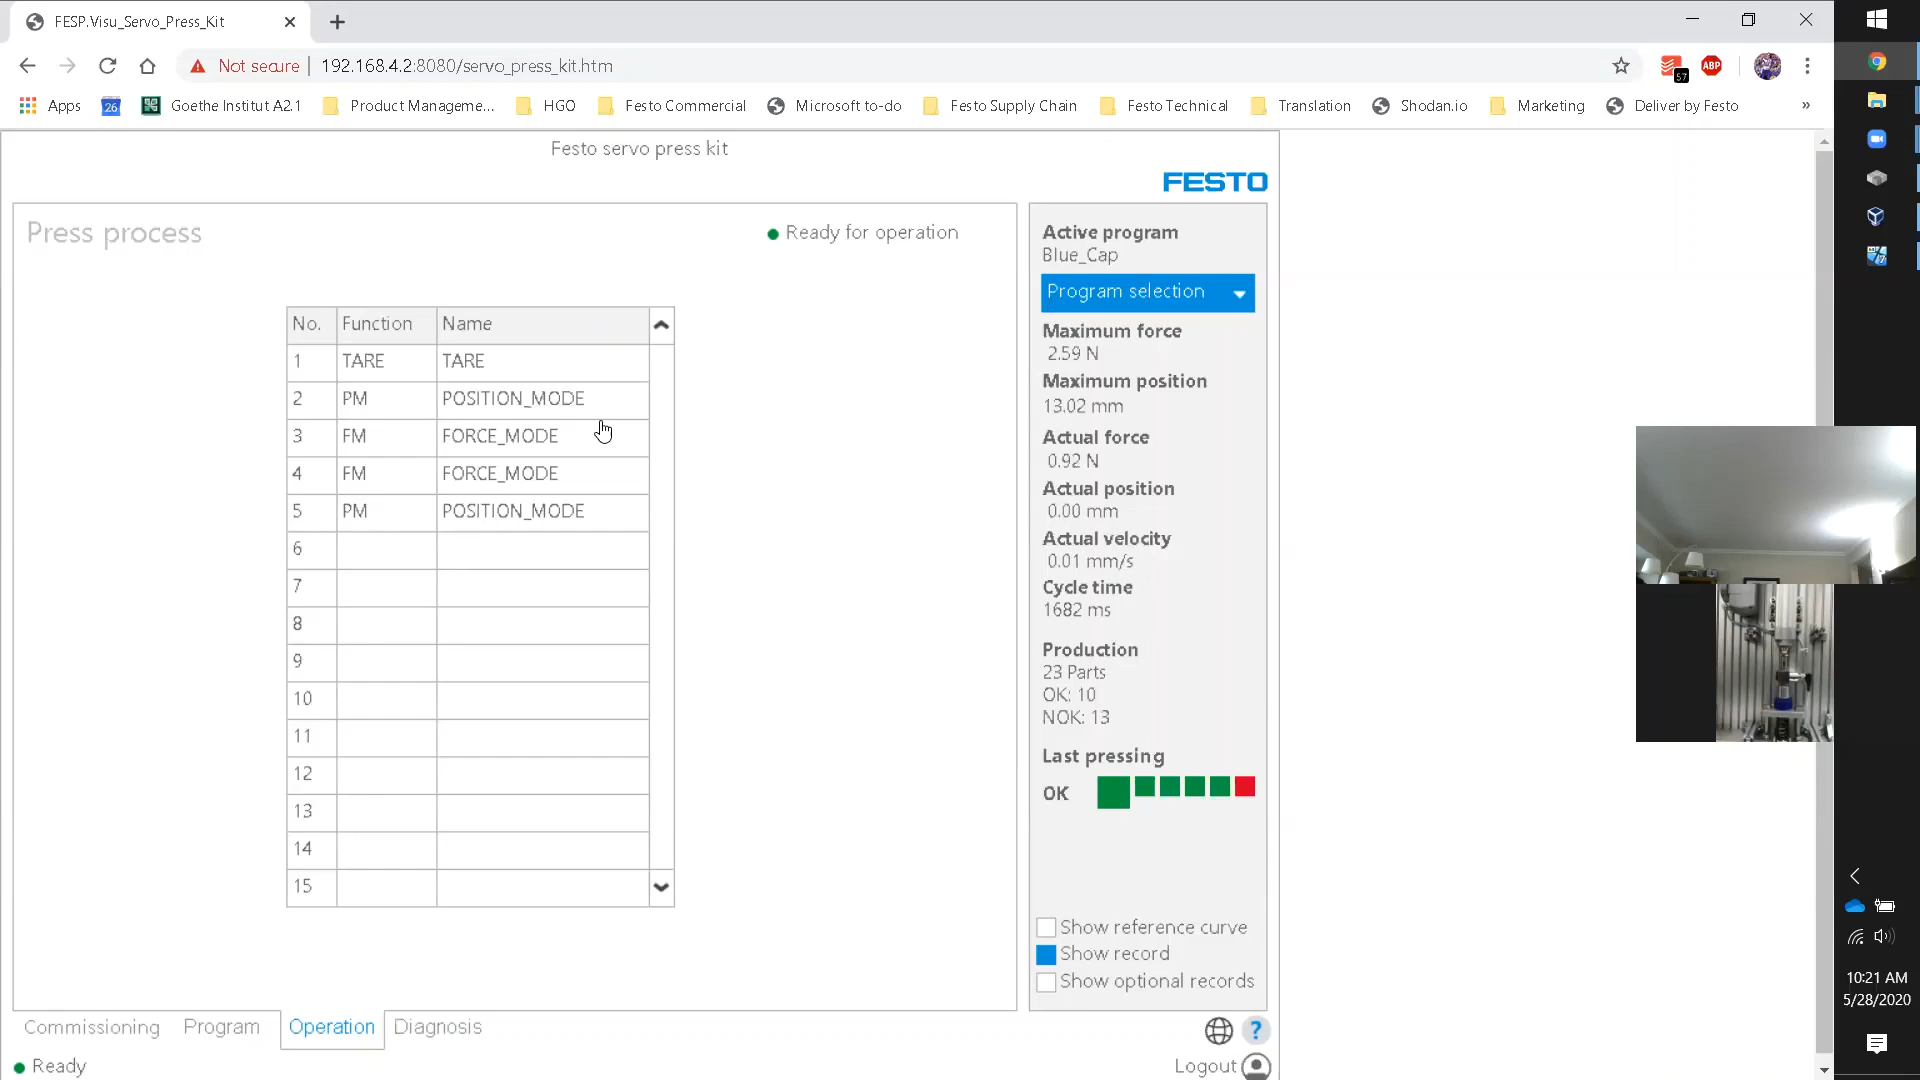 FESP.Visu_Servo_Press_Kit
Not secure 192.168.4.2:8080/servo_press_kit.htm
57
ABP
Apps
26
Goethe Institut A2.1
Product Manageme...
HGO
Festo Commercial
Microsoft to-do
Festo Supply Chain
Festo Technical
Translation
Shodan.io
Marketing
Deliver by Festo
»
Festo servo press kit
FESTO
Press process
Ready for operation
No. Function Name
1 TARE TARE
2 PM POSITION_MODE
3 FM FORCE_MODE
4 FM FORCE_MODE
5 PM POSITION_MODE
6
7
8
9
10
11
12
13
14
15
Active program
Blue_Cap
Program selection
Maximum force
2.59 N
Maximum position
13.02 mm
Actual force
0.92 N
Actual position
0.00 mm
Actual velocity
0.01 mm/s
Cycle time
1682 ms
Production
23 Parts
OK: 10
NOK: 13
Last pressing
OK
Show reference curve
Show record
Show optional records
Commissioning Program Operation Diagnosis
?
Ready
Logout
10:21 AM
5/28/2020